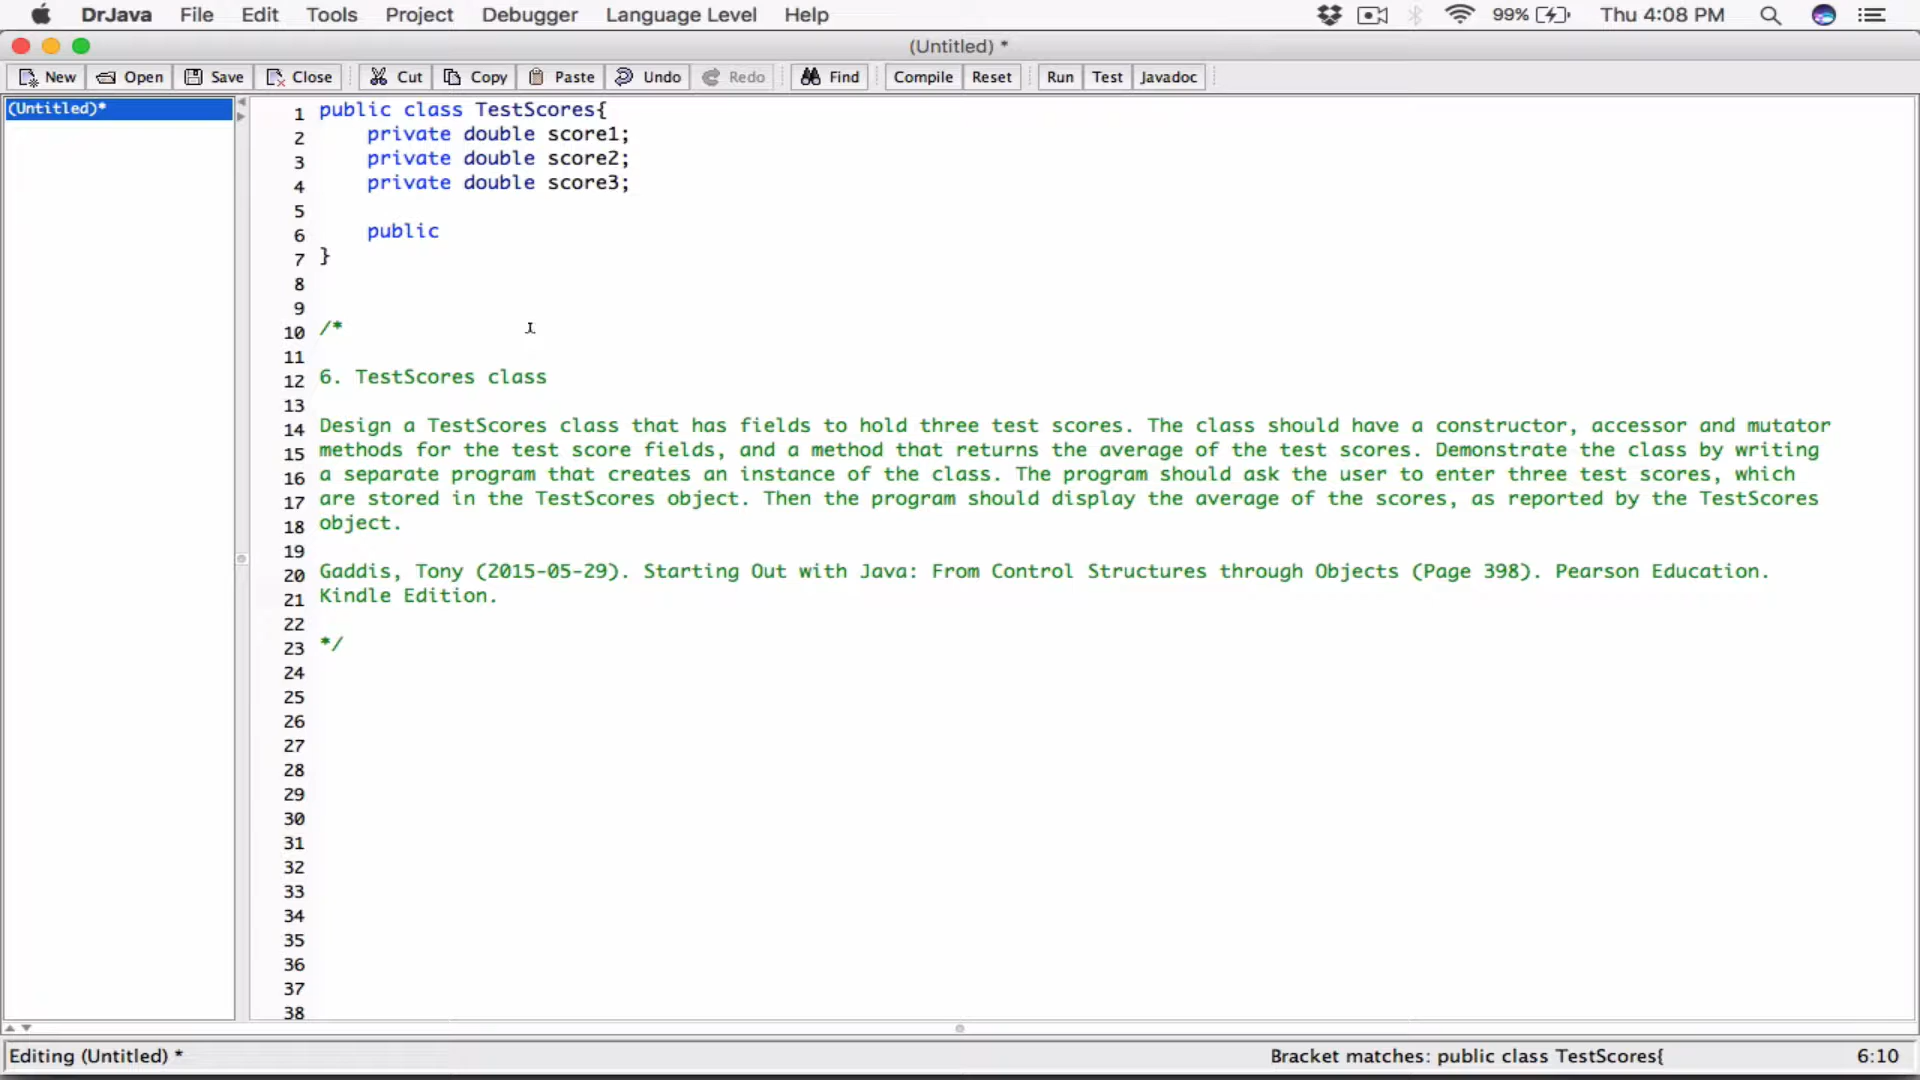 DrJava File Edit Tools Project Debugger Language Level Help 99% Thu 4:08 PM
(Untitled) *
New Open Save Close Cut Copy Paste Undo Redo Find Compile Reset Run Test Javadoc
(Untitled)*
1 public class TestScores{
2 private double score1;
3 private double score2;
4 private double score3;
5
6 public
7 }
8
9
10 /*
11
12 6. TestScores class
13
14 Design a TestScores class that has fields to hold three test scores. The class should have a constructor, accessor and mutator
15 methods for the test score fields, and a method that returns the average of the test scores. Demonstrate the class by writing
16 a separate program that creates an instance of the class. The program should ask the user to enter three test scores, which
17 are stored in the TestScores object. Then the program should display the average of the scores, as reported by the TestScores
18 object.
19
20 Gaddis, Tony (2015-05-29). Starting Out with Java: From Control Structures through Objects (Page 398). Pearson Education.
21 Kindle Edition.
22
23 */
24
25
26
27
28
29
30
31
32
33
34
35
36
37
38
Editing (Untitled) * Bracket matches: public class TestScores{ 6:10